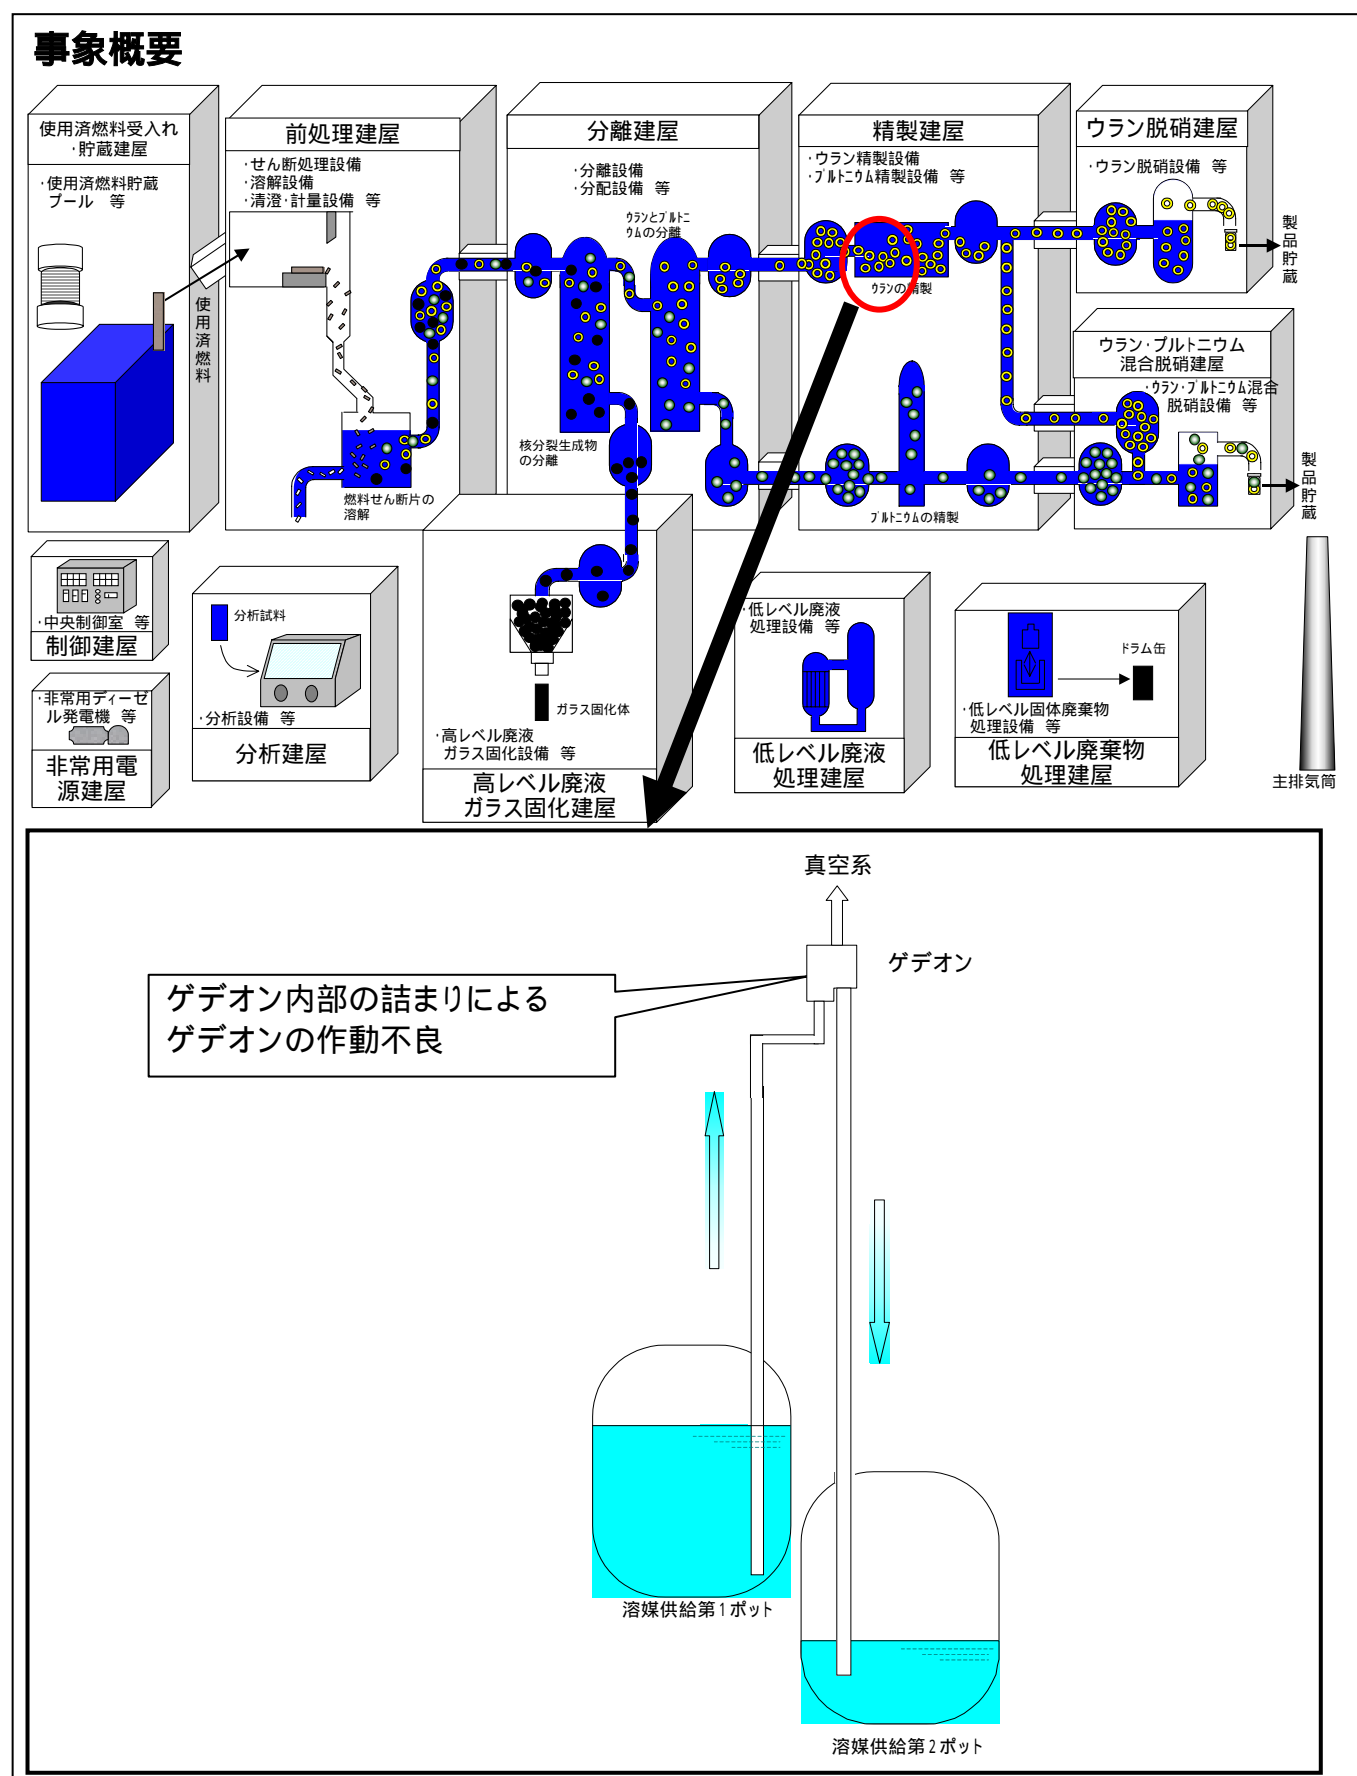 事象概要
使用済燃料受入れ
・貯蔵建屋
・使用済燃料貯蔵
プール 等
使用済燃料
前処理建屋
・せん断処理設備
・溶解設備
・清澄・計量設備 等
燃料せん断片の
溶解
分離建屋
・分離設備
・分配設備 等
ウランとプルトニ
ウムの分離
核分裂生成物
の分離
精製建屋
・ウラン精製設備
・プルトニウム精製設備 等
ウランの精製
プルトニウムの精製
ウラン脱硝建屋
・ウラン脱硝設備 等
製品貯蔵
ウラン・プルトニウム
混合脱硝建屋
・ウラン・プルトニウム混合
脱硝設備 等
製品貯蔵
・中央制御室 等
制御建屋
・非常用ディーゼ
ル発電機 等
非常用電
源建屋
分析試料
・分析設備 等
分析建屋
ガラス固化体
・高レベル廃液
ガラス固化設備 等
高レベル廃液
ガラス固化建屋
・低レベル廃液
処理設備 等
低レベル廃液
処理建屋
ドラム缶
・低レベル固体廃棄物
処理設備 等
低レベル廃棄物
処理建屋
主排気筒
真空系
ゲデオン
ゲデオン内部の詰まりによる
ゲデオンの作動不良
溶媒供給第1ポット
溶媒供給第2ポット